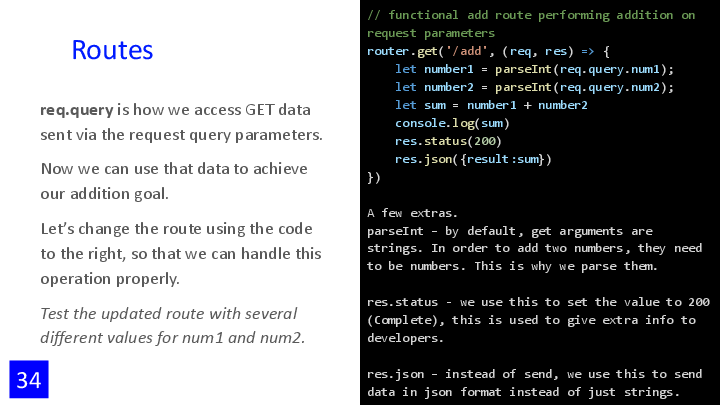 Routes
req.query is how we access GET data
sent via the request query parameters.
Now we can use that data to achieve
our addition goal.
Let's change the route using the code
to the right, so that we can handle this
operation properly.
Test the updated route with several
different values for num1 and num2.
34
// functional add route performing addition on
request parameters
router.get('/add', (req, res) => {
    let number1 = parseInt(req.query.num1);
    let number2 = parseInt(req.query.num2);
    let sum = number1 + number2
    console.log(sum)
    res.status(200)
    res.json({result:sum})
})
A few extras.
parseInt – by default, get arguments are
strings. In order to add two numbers, they need
to be numbers. This is why we parse them.
res.status - we use this to set the value to 200
(Complete), this is used to give extra info to
developers.
res.json – instead of send, we use this to send
data in json format instead of just strings.